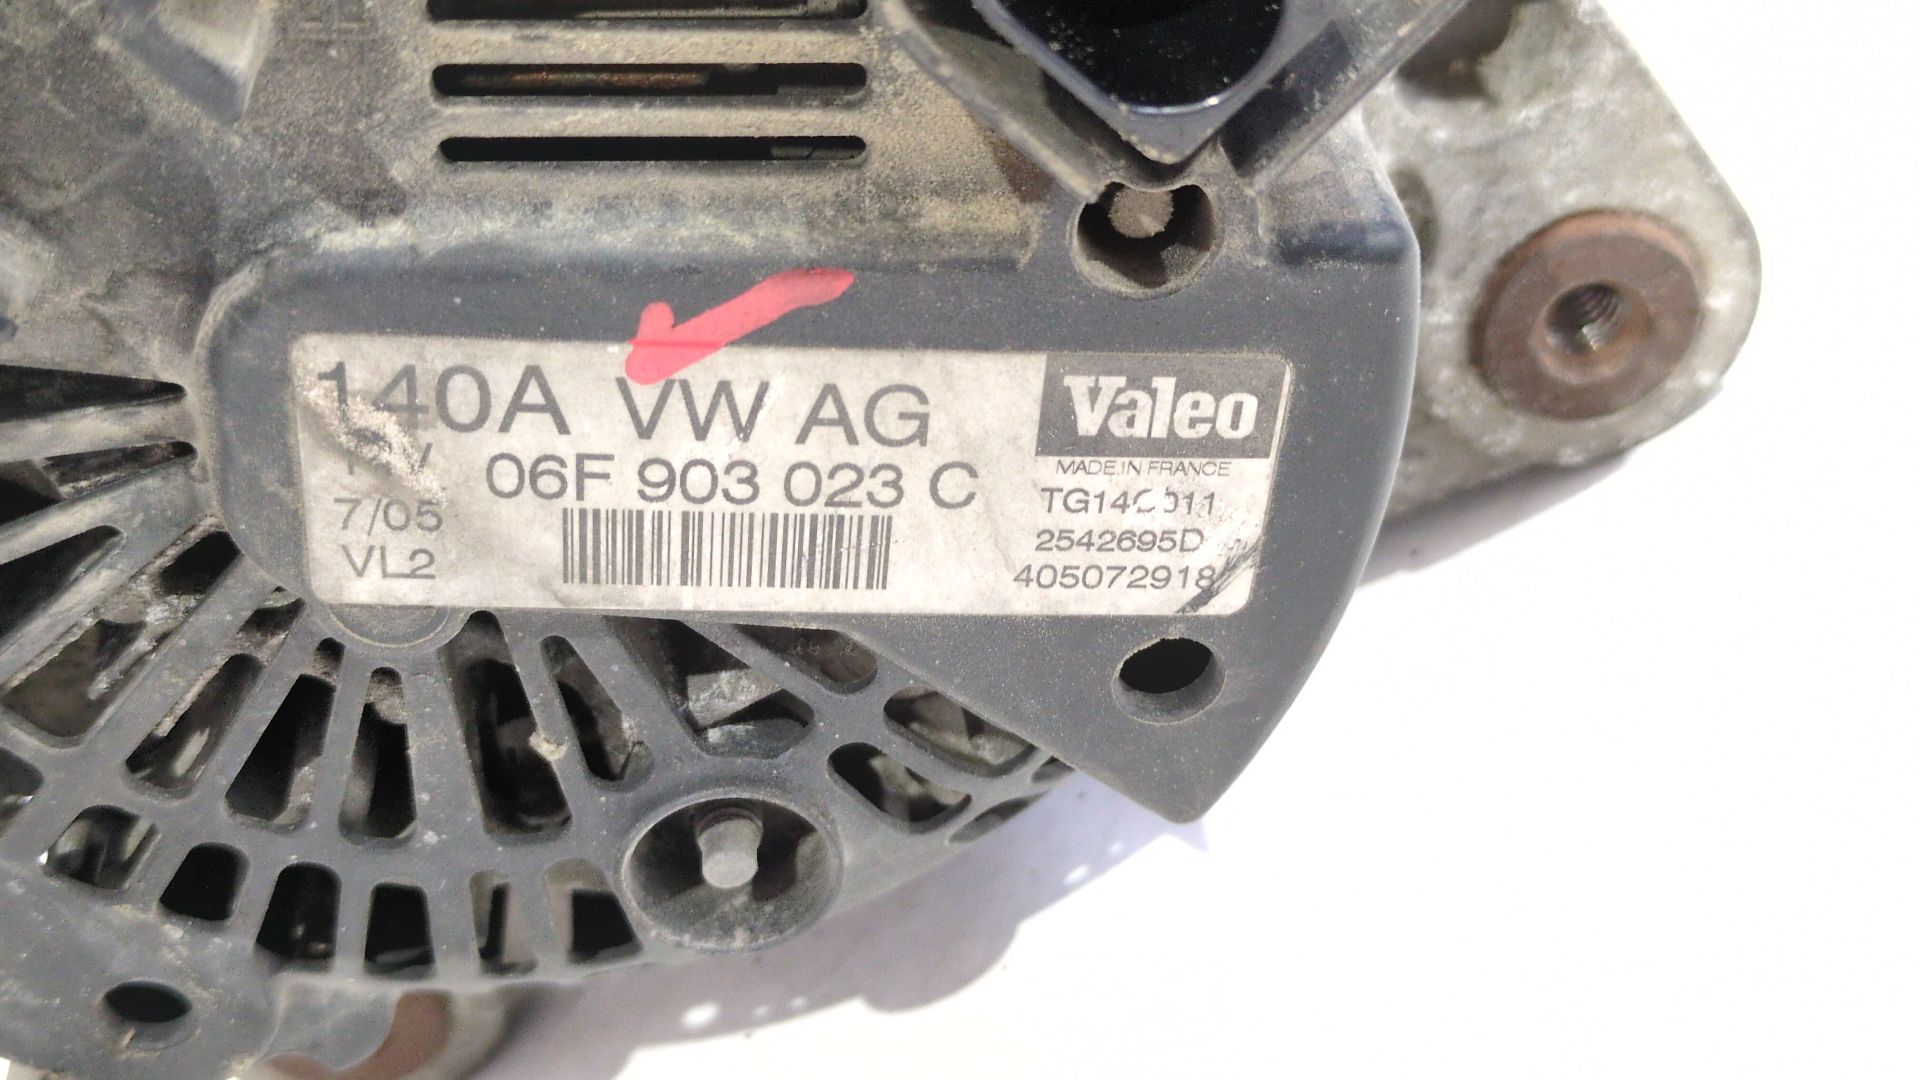 140A VW AG
06F 903 023 C
7/05
VL2
Valeo
MADE IN FRANCE
2542695D
405072918